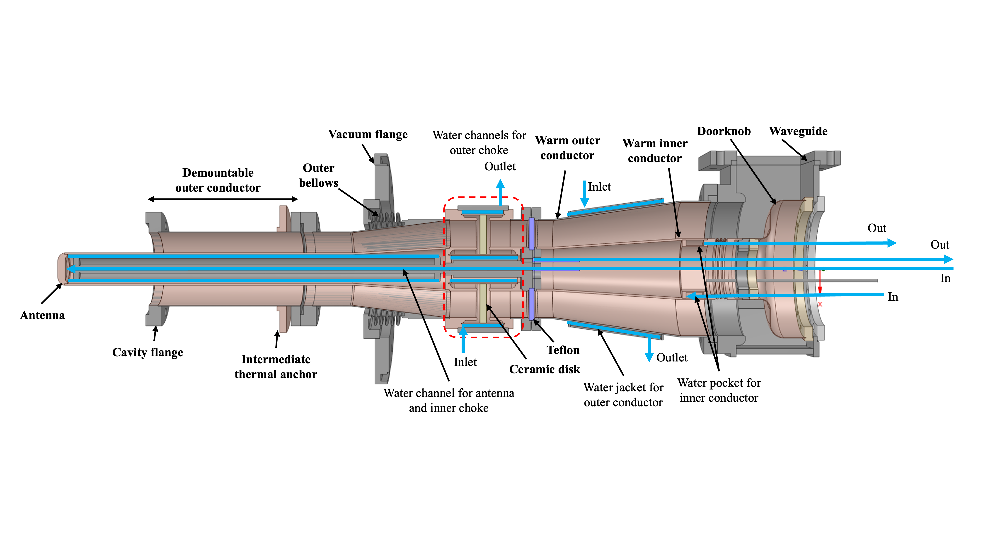 Vacuum flange
Water channels for
outer choke
Outlet
Warm outer
conductor
Warm inner
conductor
Doorknob
Waveguide
Demountable
outer conductor
Outer
bellows
Inlet
Out
Out
In
In
x
z
Antenna
Cavity flange
Intermediate
thermal anchor
Inlet
Teflon
Ceramic disk
Outlet
Water channel for antenna
and inner choke
Water jacket for
outer conductor
Water pocket for
inner conductor